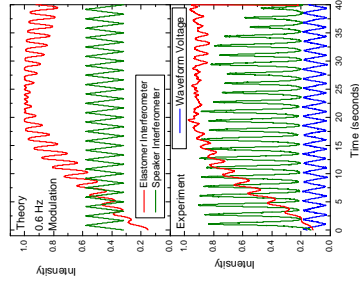 Theory
~0.6 Hz
Modulation
Elastomer Interferometer
Speaker Interferometer
Intensity
1.0
0.8
0.6
0.4
0.2
0.0
Experiment
Waveform Voltage
Intensity
1.0
0.8
0.6
0.4
0.2
0.0
0 5 10 15 20 25 30 35 40
Time (seconds)